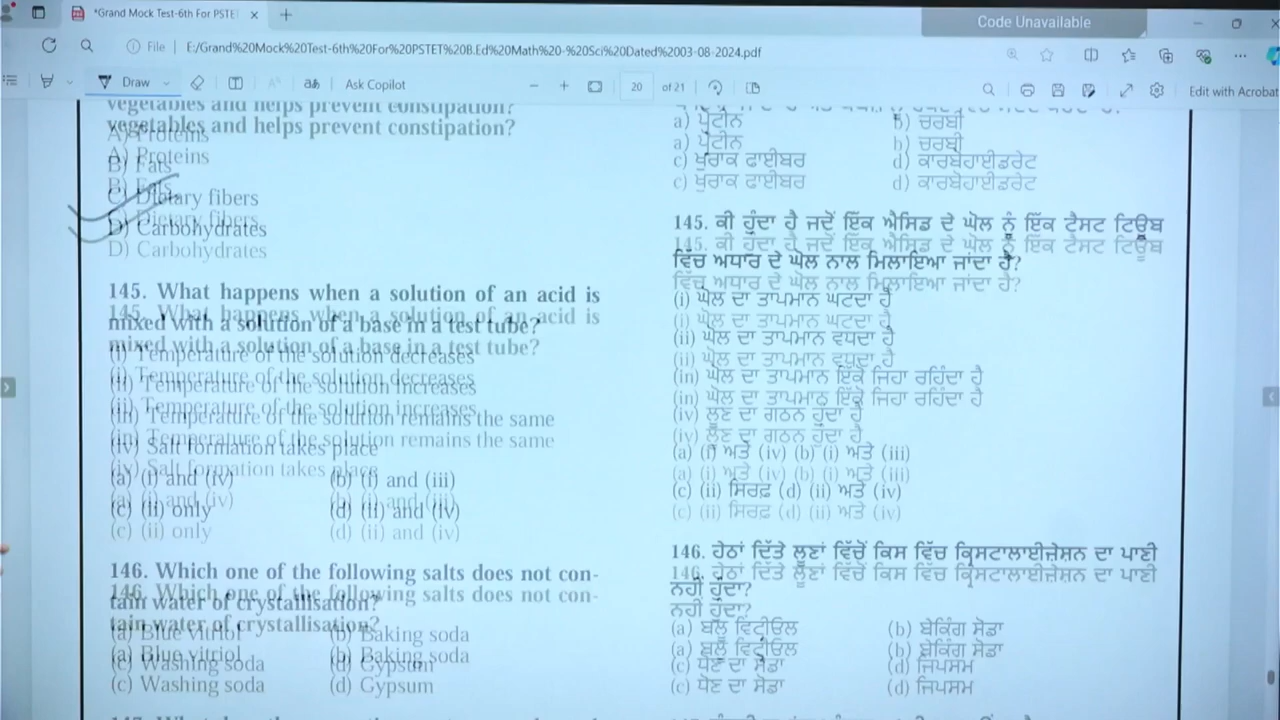 *Grand Mock Test-6th For PSTET
Code Unavailable
File
E:/Grand%20Mock%20Test-6th%20For%20PSTET%20B.Ed%20Math%20-%20Sci%20Dated%2003-08-2024.pdf
Draw
Ask Copilot
20
of 21
Edit with Acrobat
vegetables and helps prevent constipation?
A) Proteins
B) Fats
C) Dietary fibers
D) Carbohydrates
145. What happens when a solution of an acid is
mixed with a solution of a base in a test tube?
(i) Temperature of the solution decreases
(ii) Temperature of the solution increases
(iii) Temperature of the solution remains the same
(iv) Salt formation takes place
(a) (i) and (iv) (b) (i) and (iii)
(c) (ii) only (d) (ii) and (iv)
146. Which one of the following salts does not con-
tain water of crystallisation?
(a) Blue vitriol (b) Baking soda
(c) Washing soda (d) Gypsum
a) ਪ੍ਰੋਟੀਨ b) ਚਰਬੀ
c) ਖੁਰਾਕ ਫਾਈਬਰ d) ਕਾਰਬੋਹਾਈਡਰੇਟ
145. ਕੀ ਹੁੰਦਾ ਹੈ ਜਦੋਂ ਇੱਕ ਐਸਿਡ ਦੇ ਘੋਲ ਨੂੰ ਇੱਕ ਟੈਸਟ ਟਿਊਬ
ਵਿੱਚ ਅਧਾਰ ਦੇ ਘੋਲ ਨਾਲ ਮਿਲਾਇਆ ਜਾਂਦਾ ਹੈ?
(i) ਘੋਲ ਦਾ ਤਾਪਮਾਨ ਘਟਦਾ ਹੈ
(ii) ਘੋਲ ਦਾ ਤਾਪਮਾਨ ਵਧਦਾ ਹੈ
(in) ਘੋਲ ਦਾ ਤਾਪਮਾਨ ਇੱਕੋ ਜਿਹਾ ਰਹਿੰਦਾ ਹੈ
(iv) ਲੂਣ ਦਾ ਗਠਨ ਹੁੰਦਾ ਹੈ
(a) (i) ਅਤੇ (iv) (b) (i) ਅਤੇ (iii)
(c) (ii) ਸਿਰਫ਼ (d) (ii) ਅਤੇ (iv)
146. ਹੇਠਾਂ ਦਿੱਤੇ ਲੂਣਾਂ ਵਿੱਚੋਂ ਕਿਸ ਵਿੱਚ ਕ੍ਰਿਸਟਾਲਾਈਜ਼ੇਸ਼ਨ ਦਾ ਪਾਣੀ
ਨਹੀਂ ਹੁੰਦਾ?
(a) ਬਲੂ ਵਿਟ੍ਰੀਓਲ (b) ਬੇਕਿੰਗ ਸੋਡਾ
(c) ਧੋਣ ਦਾ ਸੋਡਾ (d) ਜਿਪਸਮ